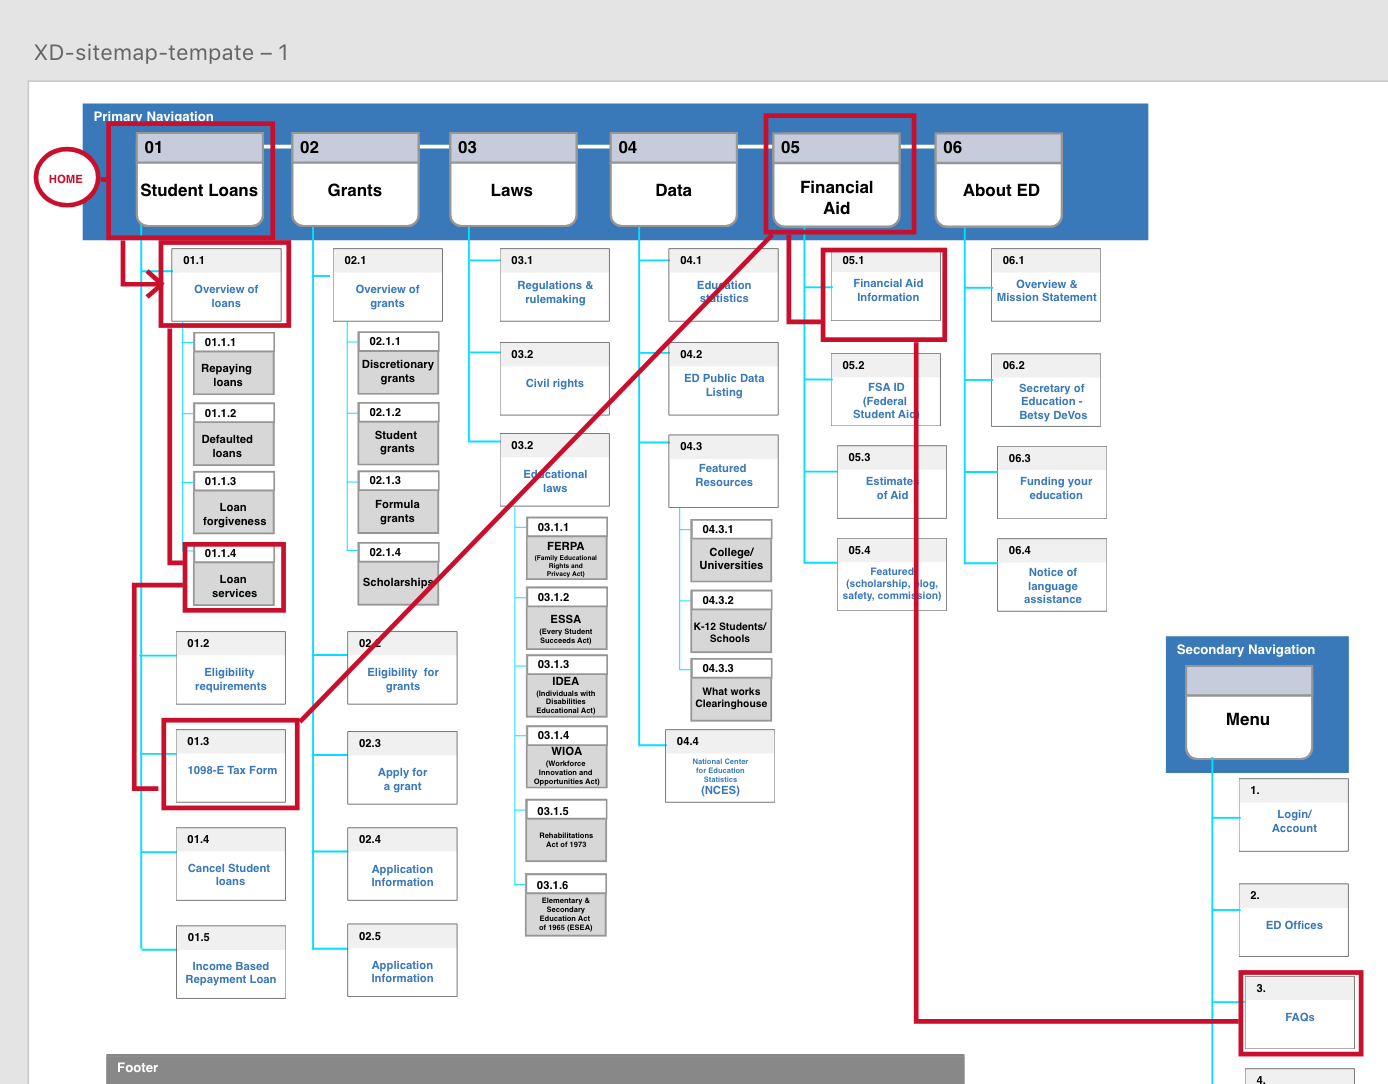 XD-sitemap-tempate – 1
Primary Navigation
HOME
01
Student Loans
02
Grants
03
Laws
04
Data
05
Financial
Aid
06
About ED
01.1
Overview of
loans
01.1.1
Repaying
loans
01.1.2
Defaulted
loans
01.1.3
Loan
forgiveness
01.1.4
Loan
services
01.2
Eligibility
requirements
01.3
1098-E Tax Form
01.4
Cancel Student
loans
01.5
Income Based
Repayment Loan
02.1
Overview of
grants
02.1.1
Discretionary
grants
02.1.2
Student
grants
02.1.3
Formula
grants
02.1.4
Scholarships
02.2
Eligibility for
grants
02.3
Apply for
a grant
02.4
Application
Information
02.5
Application
Information
03.1
Regulations &
rulemaking
03.2
Civil rights
03.2
Educational
laws
03.1.1
FERPA
(Family Educational
Rights and
Privacy Act)
03.1.2
ESSA
(Every Student
Succeeds Act)
03.1.3
IDEA
(Individuals with
Disabilities
Educational Act)
03.1.4
WIOA
(Workforce
Innovation and
Opportunities Act)
03.1.5
Rehabilitations
Act of 1973
03.1.6
Elementary &
Secondary
Education Act
of 1965 (ESEA)
04.1
Education
statistics
04.2
ED Public Data
Listing
04.3
Featured
Resources
04.3.1
College/
Universities
04.3.2
K-12 Students/
Schools
04.3.3
What works
Clearinghouse
04.4
National Center
for Education
Statistics
(NCES)
05.1
Financial Aid
Information
05.2
FSA ID
(Federal
Student Aid)
05.3
Estimates
of Aid
05.4
Featured
(scholarship, blog,
safety, commission)
06.1
Overview &
Mission Statement
06.2
Secretary of
Education -
Betsy DeVos
06.3
Funding your
education
06.4
Notice of
language
assistance
Secondary Navigation
Menu
1.
Login/
Account
2.
ED Offices
3.
FAQs
4.
Footer